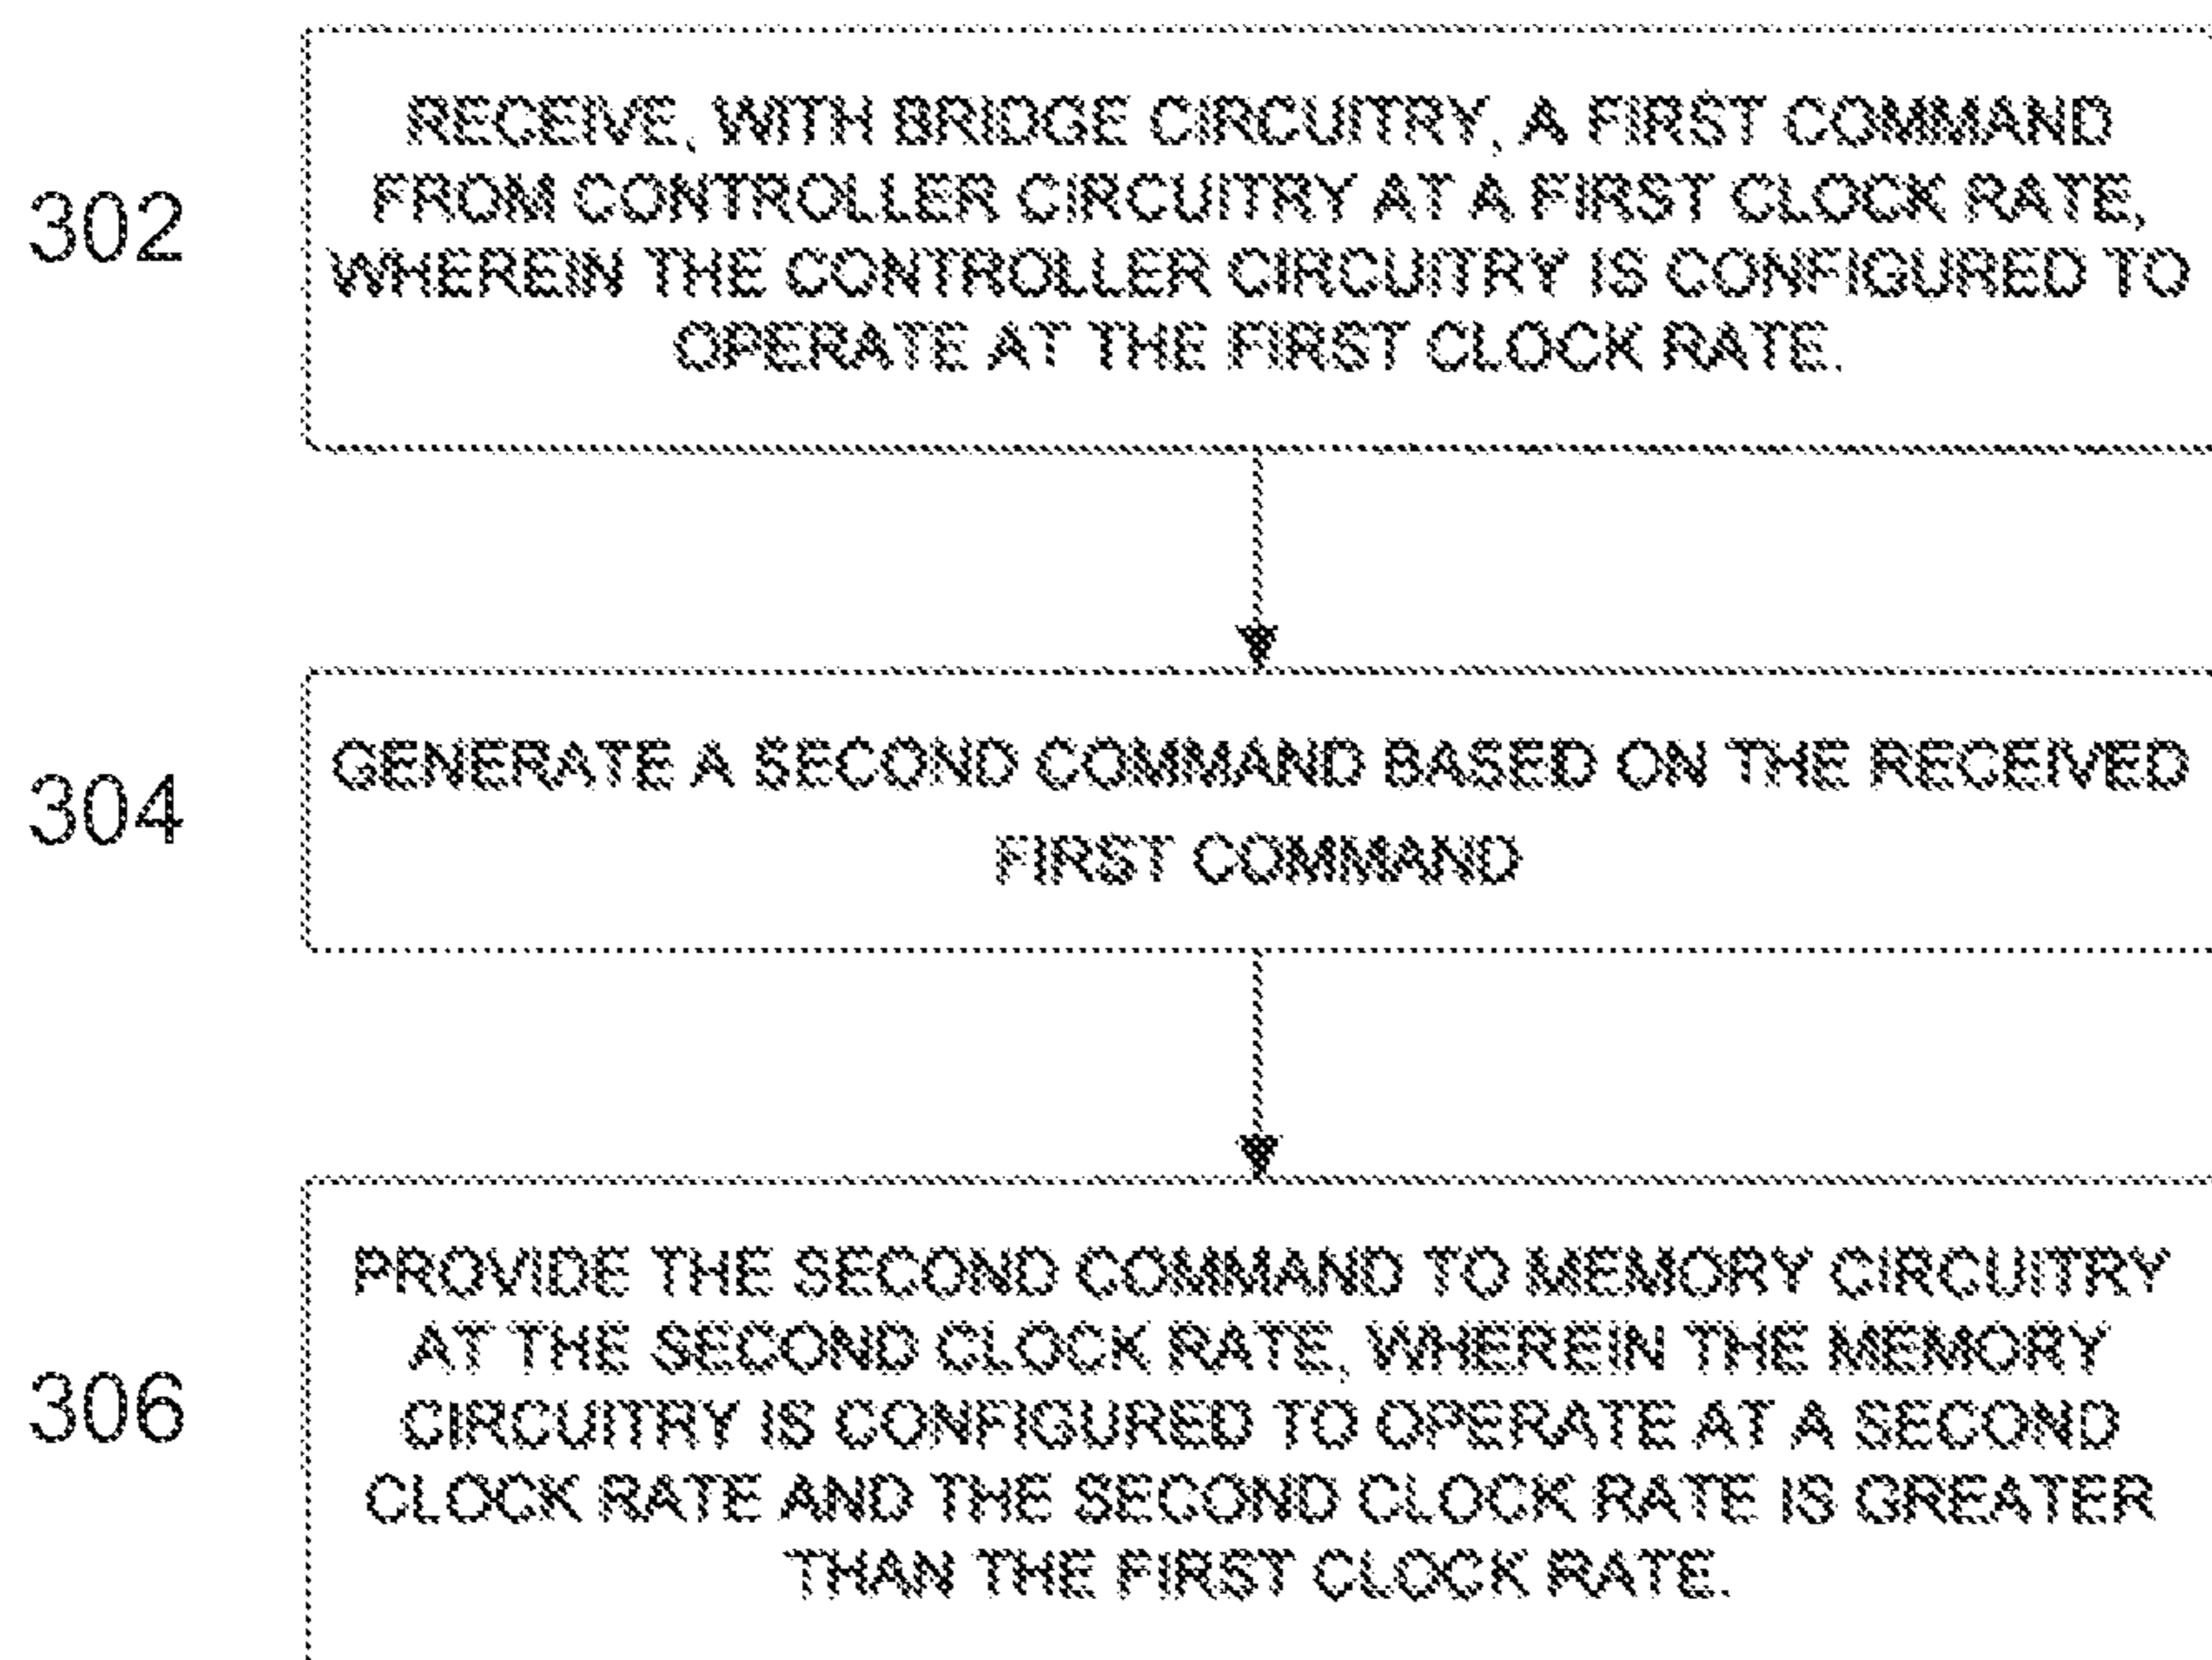 302
RECEIVE, WITH BRIDGE CIRCUITRY, A FIRST COMMAND
FROM CONTROLLER CIRCUITRY AT A FIRST CLOCK RATE,
WHEREIN THE CONTROLLER CIRCUITRY IS CONFIGURED TO
OPERATE AT THE FIRST CLOCK RATE.
304
GENERATE A SECOND COMMAND BASED ON THE RECEIVED
FIRST COMMAND
306
PROVIDE THE SECOND COMMAND TO MEMORY CIRCUITRY
AT THE SECOND CLOCK RATE, WHEREIN THE MEMORY
CIRCUITRY IS CONFIGURED TO OPERATE AT A SECOND
CLOCK RATE AND THE SECOND CLOCK RATE IS GREATER
THAN THE FIRST CLOCK RATE.